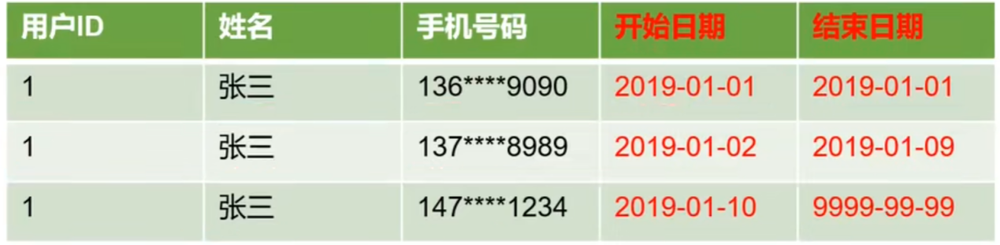 用户ID 姓名 手机号码 开始日期 结束日期
1 张三 136****9090 2019-01-01 2019-01-01
1 张三 137****8989 2019-01-02 2019-01-09
1 张三 147****1234 2019-01-10 9999-99-99